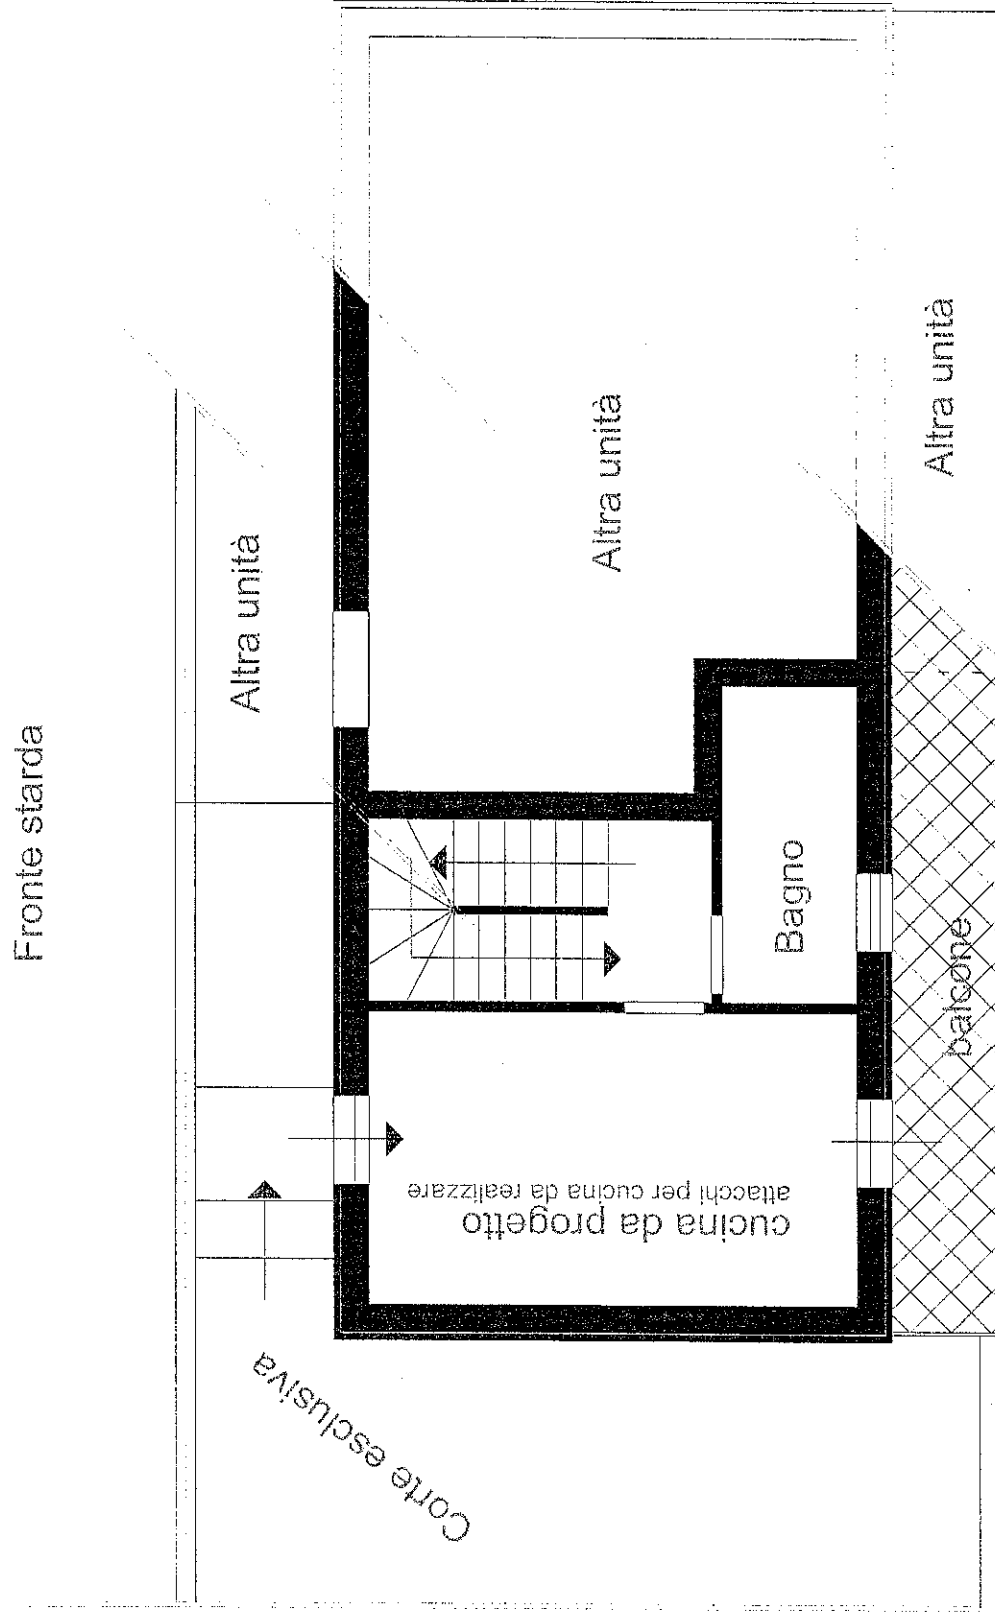 Fronte starda
Altra unità
Altra unità
Altra unità
Bagno
balcone
cucina da progetto
attacchi per cucina da realizzare
Corte esclusiva